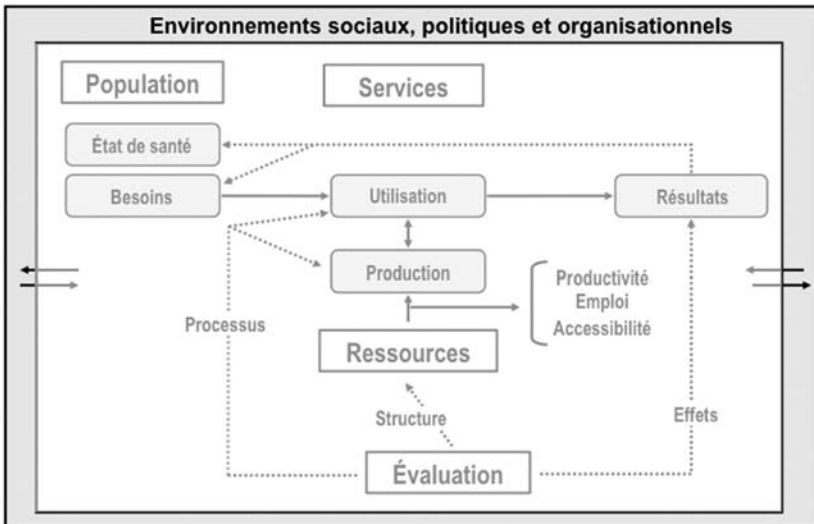 Environnements sociaux, politiques et organisationnels
Population
Services
État de santé
Besoins
Utilisation
Résultats
Production
Productivité
Emploi
Accessibilité
Processus
Ressources
Structure
Effets
Évaluation